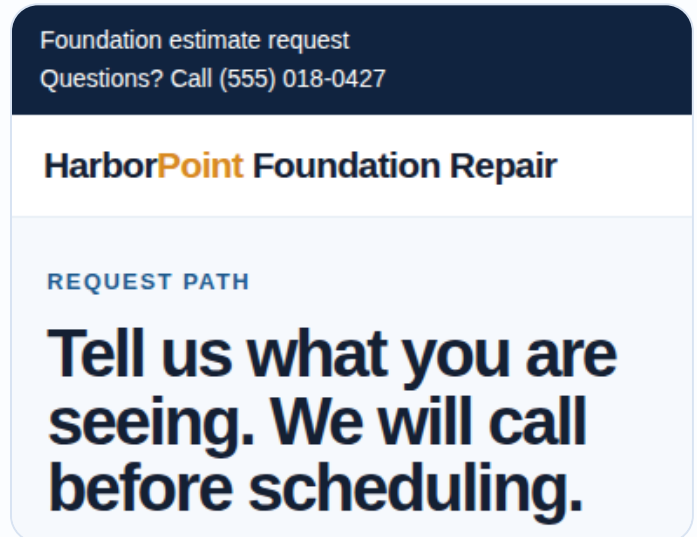 Foundation estimate request
Questions? Call (555) 018-0427
HarborPoint Foundation Repair
REQUEST PATH
Tell us what you are
seeing. We will call
before scheduling.